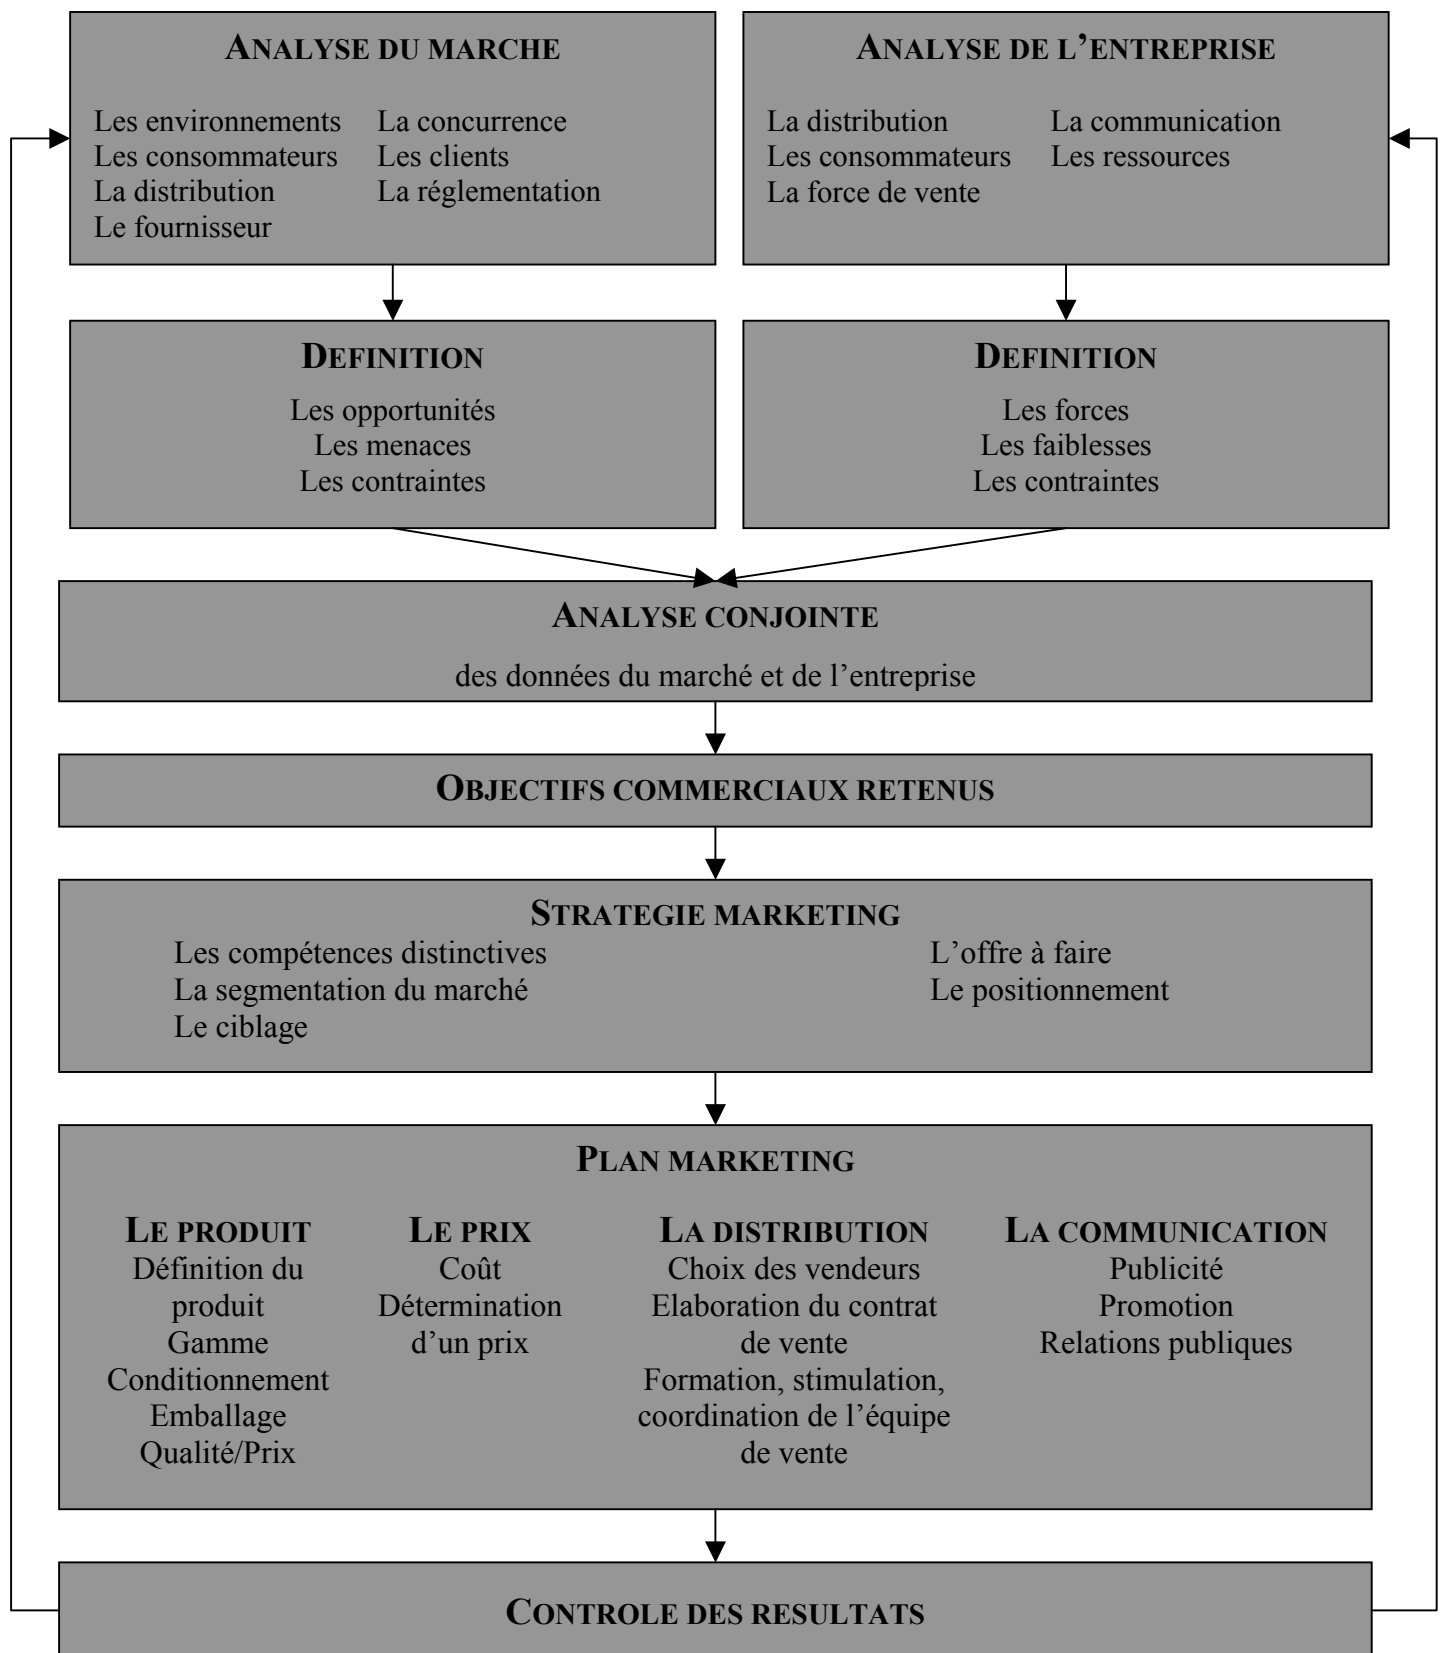 ANALYSE DU MARCHE
Les environnements
Les consommateurs
La distribution
Le fournisseur
La concurrence
Les clients
La réglementation
ANALYSE DE L’ENTREPRISE
La distribution
Les consommateurs
La force de vente
La communication
Les ressources
DEFINITION
Les opportunités
Les menaces
Les contraintes
DEFINITION
Les forces
Les faiblesses
Les contraintes
ANALYSE CONJOINTE
des données du marché et de l’entreprise
OBJECTIFS COMMERCIAUX RETENUS
STRATEGIE MARKETING
Les compétences distinctives
La segmentation du marché
Le ciblage
L’offre à faire
Le positionnement
PLAN MARKETING
LE PRODUIT
Définition du
produit
Gamme
Conditionnement
Emballage
Qualité/Prix
LE PRIX
Coût
Détermination
d’un prix
LA DISTRIBUTION
Choix des vendeurs
Elaboration du contrat
de vente
Formation, stimulation,
coordination de l’équipe
de vente
LA COMMUNICATION
Publicité
Promotion
Relations publiques
CONTROLE DES RESULTATS